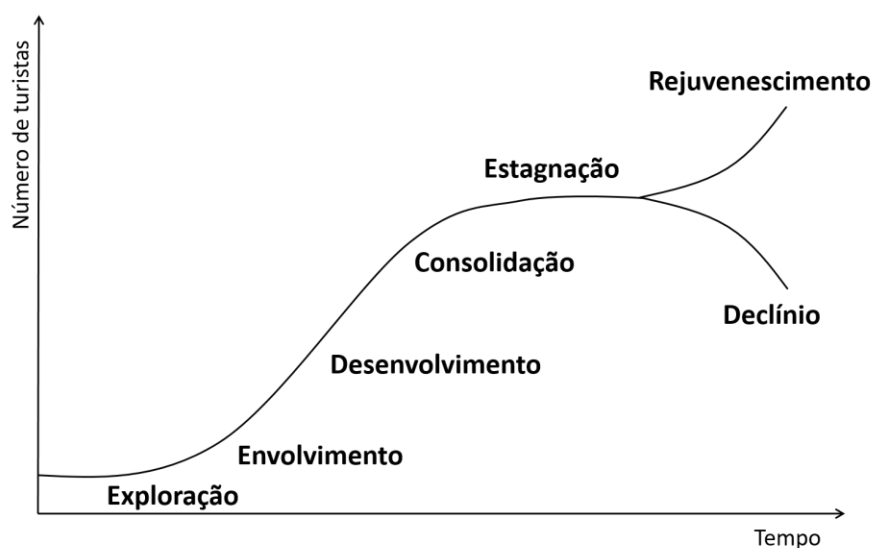 Número de turistas
Rejuvenescimento
Estagnação
Consolidação
Declínio
Desenvolvimento
Envolvimento
Exploração
Tempo